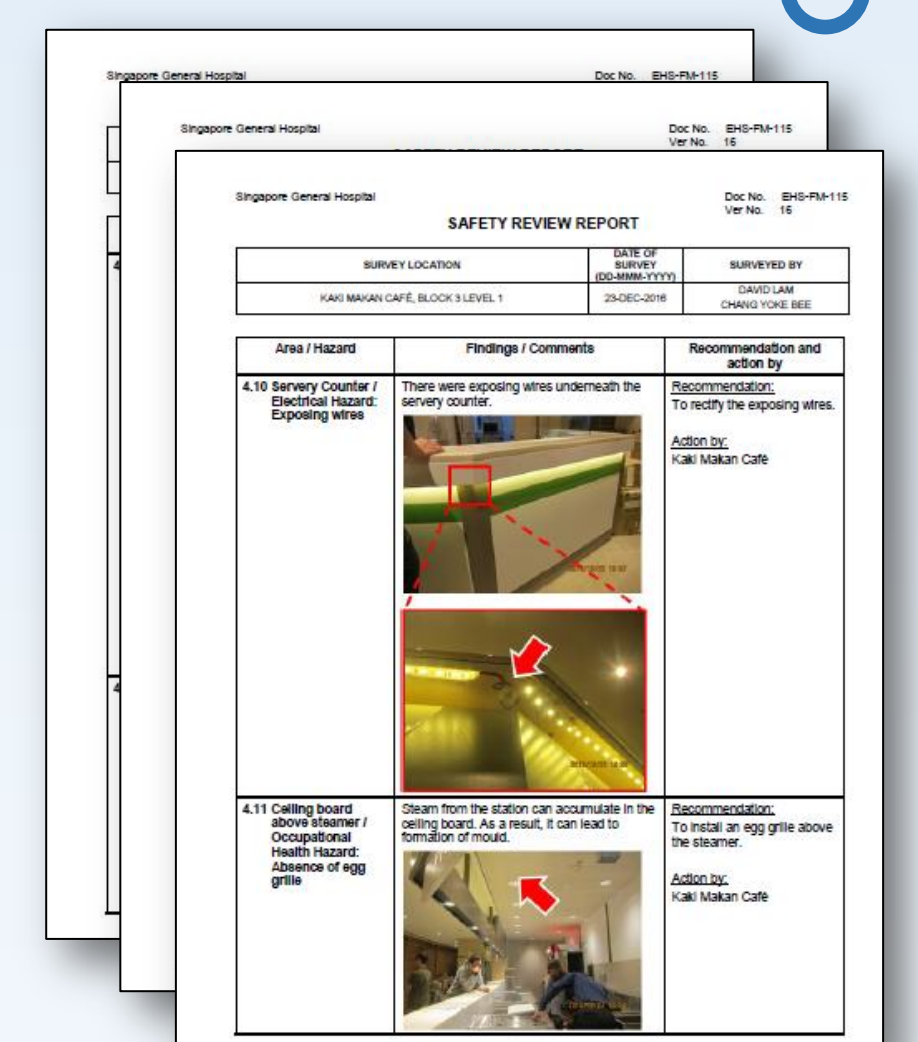 Singapore General Hospital Doc No. EHS-FM-115
Singapore General Hospital Doc No. EHS-FM-115
Ver No. 16
Singapore General Hospital Doc No. EHS-FM-115
Ver No. 16
SAFETY REVIEW REPORT
SURVEY LOCATION
DATE OF
SURVEY
(DD-MMM-YYYY)
SURVEYED BY
KAKI MAKAN CAFÉ, BLOCK 3 LEVEL 1
23-DEC-2016
DAVID LAM
CHANG YOKE BEE
Area / Hazard
Findings / Comments
Recommendation and
action by
4.10 Servery Counter /
Electrical Hazard:
Exposing wires
There were exposing wires underneath the
servery counter.
Recommendation:
To rectify the exposing wires.
Action by:
Kaki Makan Café
4.11 Ceiling board
above steamer /
Occupational
Health Hazard:
Absence of egg
grille
Steam from the station can accumulate in the
ceiling board. As a result, it can lead to
formation of mould.
Recommendation:
To install an egg grille above
the steamer.
Action by:
Kaki Makan Café